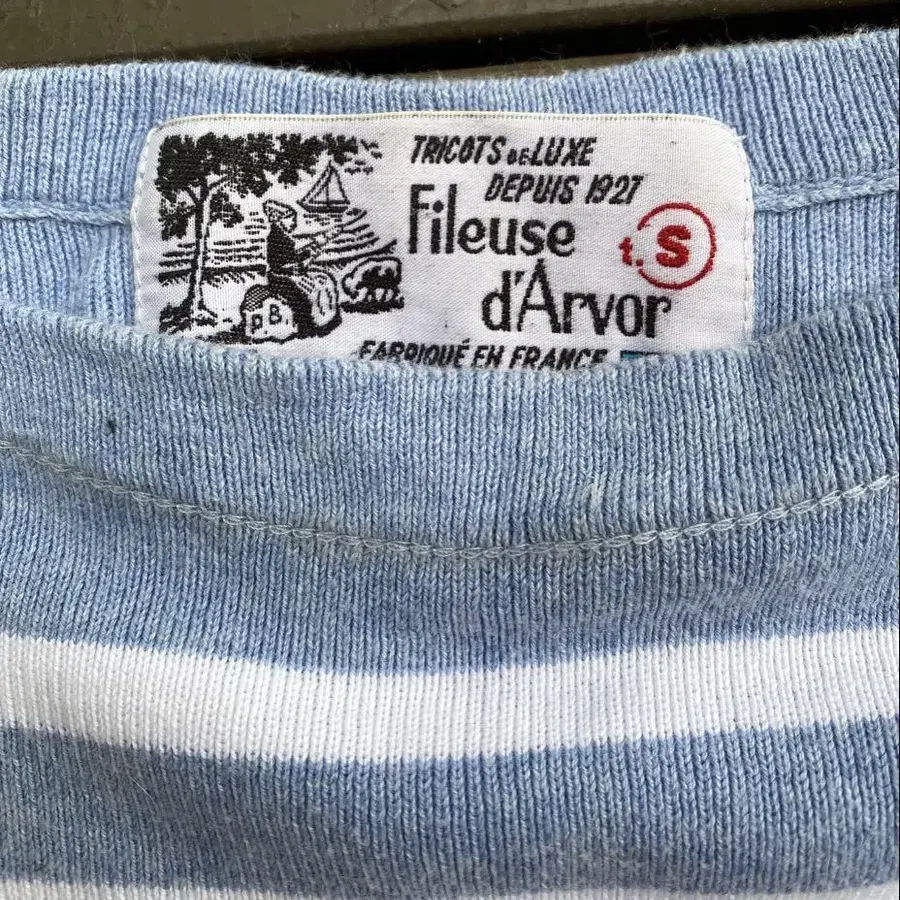 TRICOTS DE LUXE
DEPUIS 1927
Fileuse
d'Arvor
t. S
P.B.
FABRIQUÉ EN FRANCE